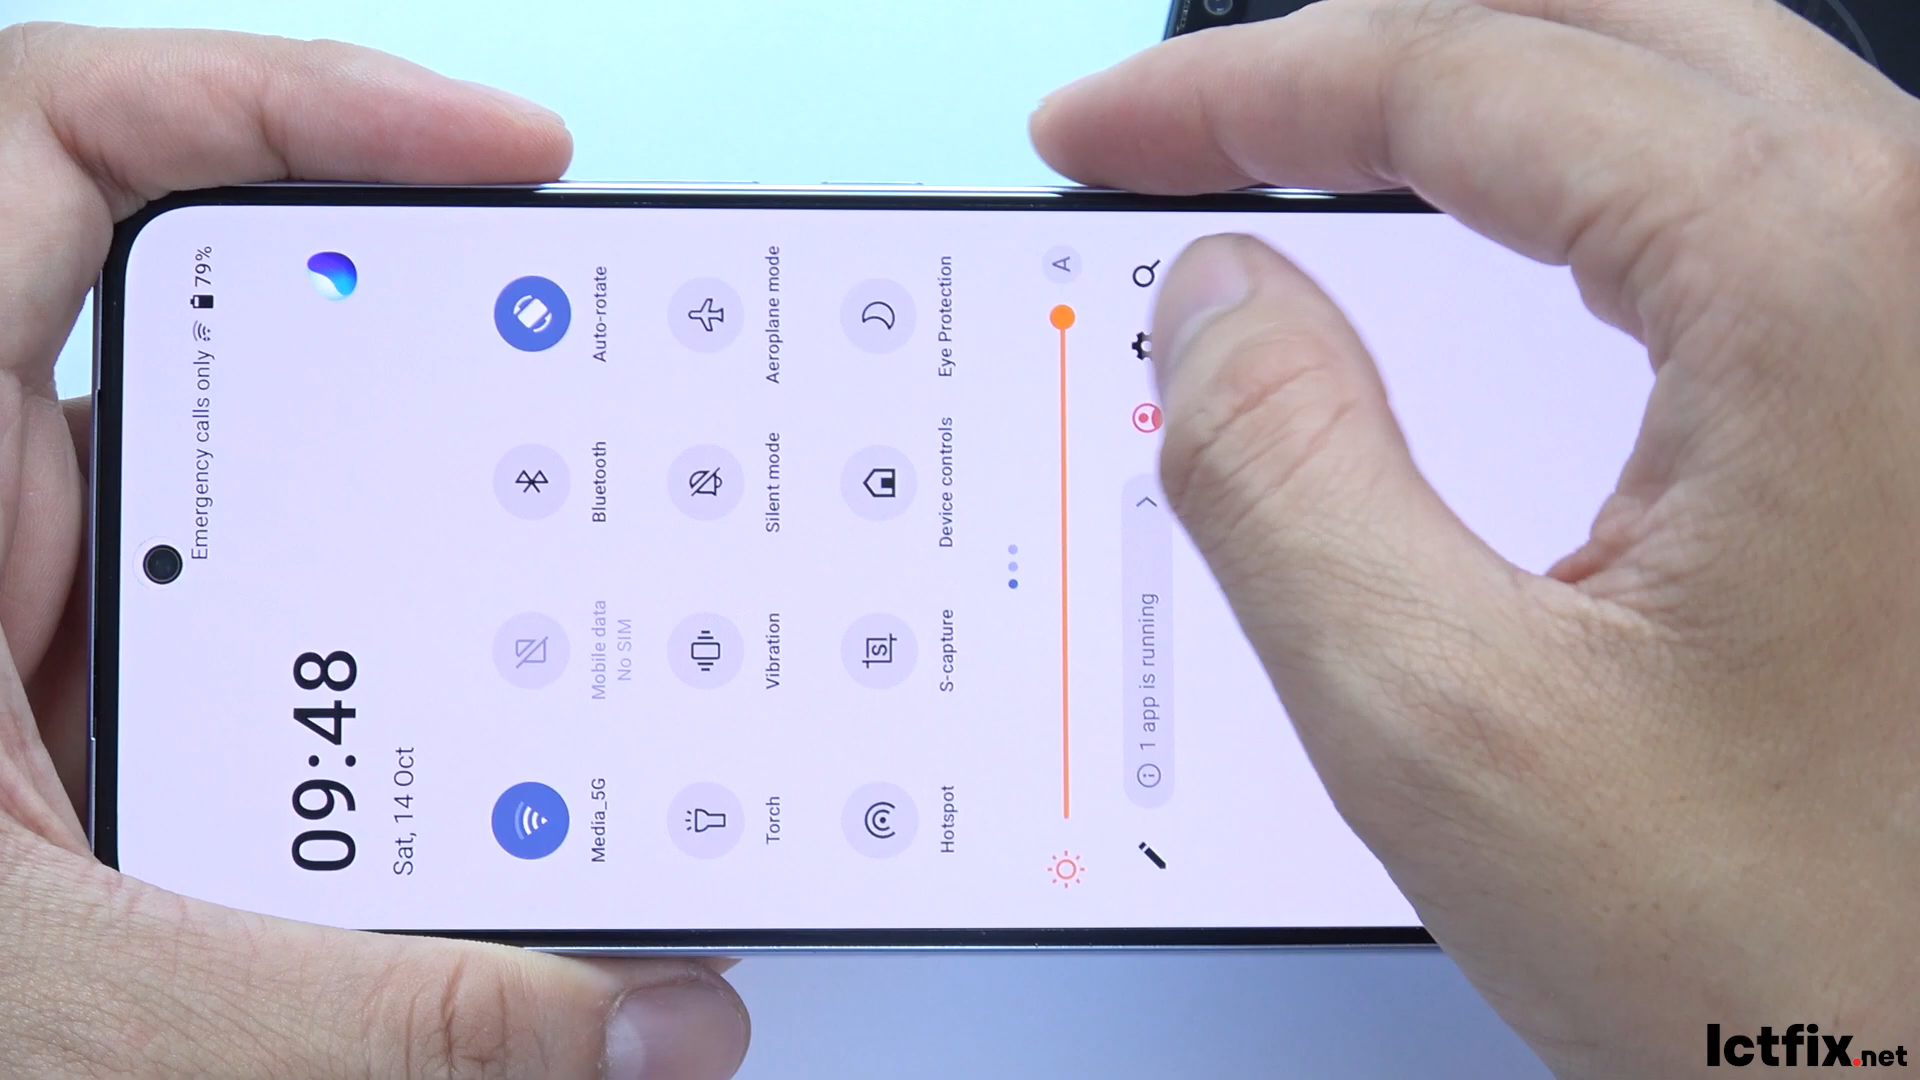 Emergency calls only 79%
09:48
Sat, 14 Oct
Media_5G
Mobile data
No SIM
Bluetooth
Auto-rotate
Torch
Vibration
Silent mode
Aeroplane mode
Hotspot
S-capture
Device controls
Eye Protection
A
1 app is running
Ictfix.net